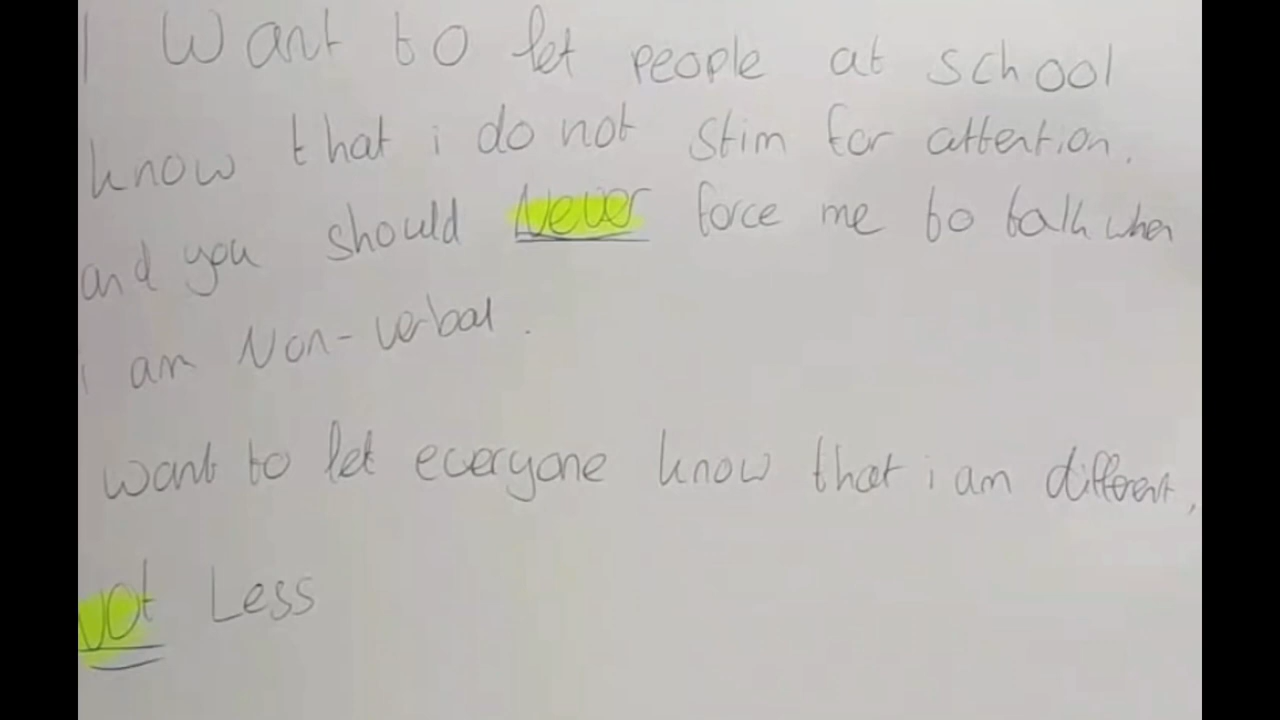 I Want to let people at school
know that i do not stim for attention.
and you should Never force me to talk when
i am Non-verbal.
want to let everyone know that i am different,
not Less